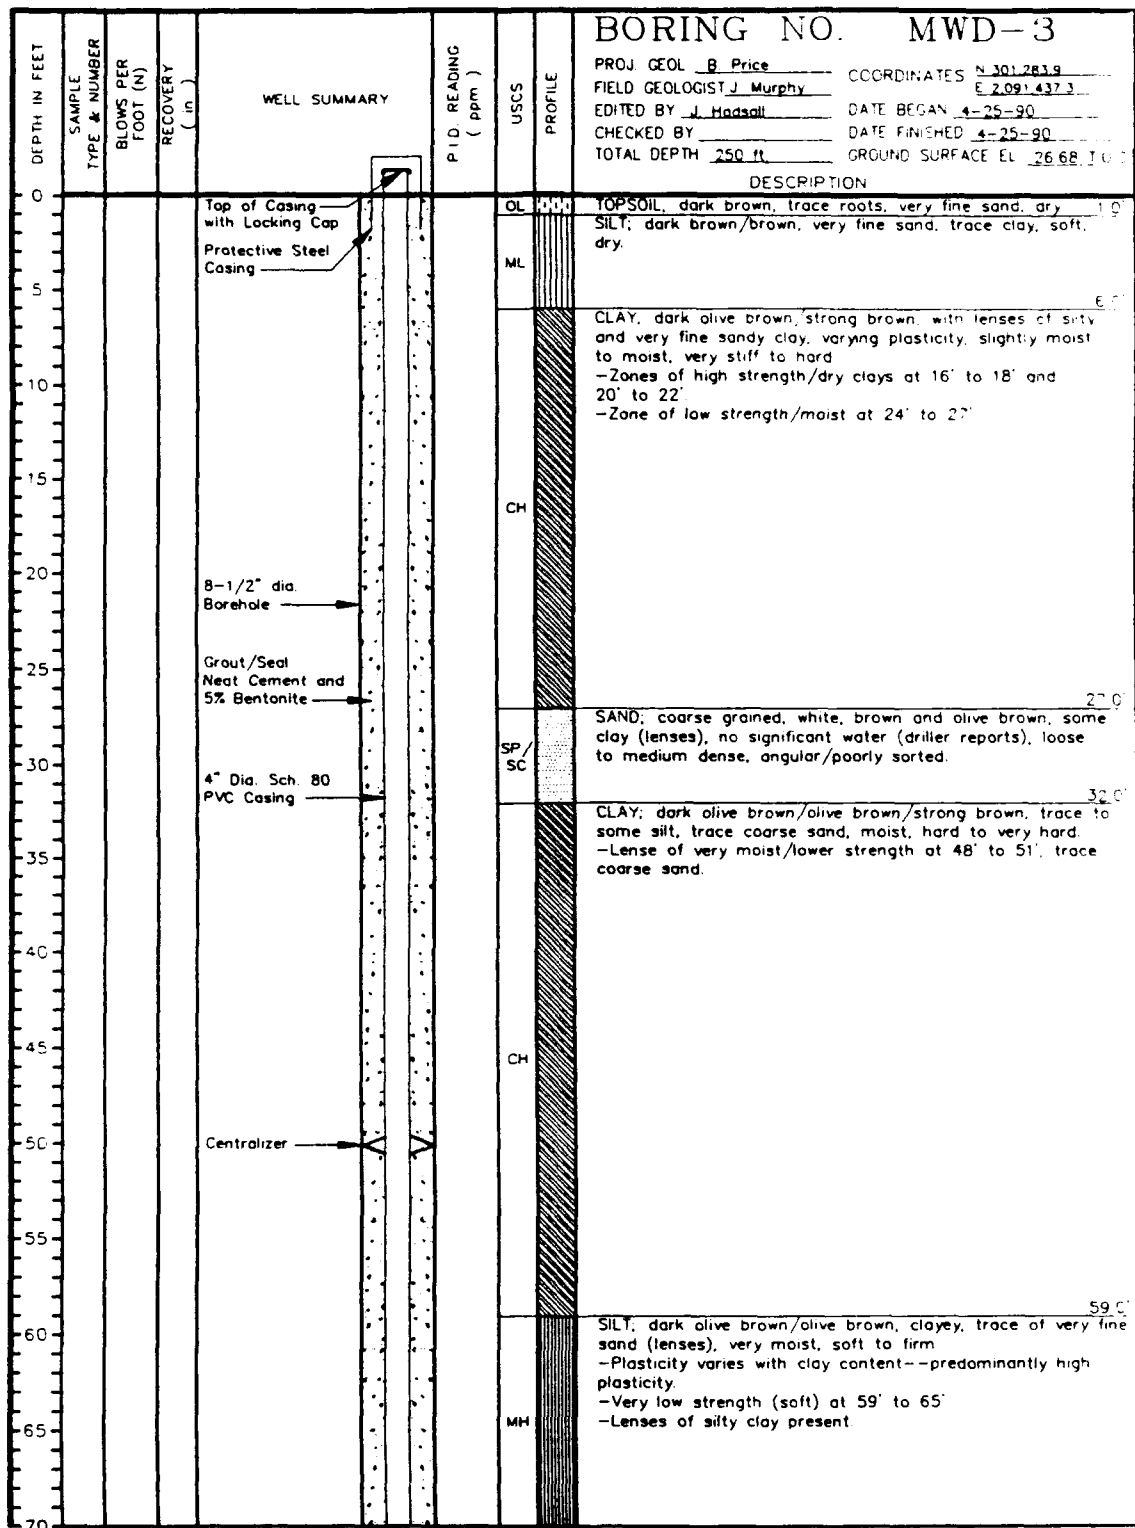 BORING NO. MWD-3
PROJ. GEOL B. Price
FIELD GEOLOGIST J. Murphy
EDITED BY J. Hadsall
CHECKED BY
TOTAL DEPTH 250 ft.
COORDINATES N 301,283.9
E 2,091,437.3
DATE BEGAN 4-25-90
DATE FINISHED 4-25-90
GROUND SURFACE EL. 26.68
DEPTH IN FEET
SAMPLE
TYPE & NUMBER
BLOWS PER
FOOT (N)
RECOVERY
( in )
WELL SUMMARY
P.I.D. READING
( ppm )
USCS
PROFILE
DESCRIPTION
0
5
10
15
20
25
30
35
40
45
50
55
60
65
70
Top of Casing
with Locking Cap
Protective Steel
Casing
8-1/2" dia.
Borehole
Grout/Seal
Neat Cement and
5% Bentonite
4" Dia. Sch. 80
PVC Casing
Centralizer
OL
TOPSOIL, dark brown, trace roots, very fine sand, dry
1.0'
ML
SILT; dark brown/brown, very fine sand, trace clay, soft,
dry.
6.0'
CH
CLAY, dark olive brown/strong brown, with lenses of silty
and very fine sandy clay, varying plasticity, slightly moist
to moist, very stiff to hard
-Zones of high strength/dry clays at 16' to 18' and
20' to 22'
-Zone of low strength/moist at 24' to 27'
27.0'
SP/
SC
SAND; coarse grained, white, brown and olive brown, some
clay (lenses), no significant water (driller reports), loose
to medium dense, angular/poorly sorted.
32.0'
CH
CLAY; dark olive brown/olive brown/strong brown, trace to
some silt, trace coarse sand, moist, hard to very hard.
-Lense of very moist/lower strength at 48' to 51', trace
coarse sand.
59.0'
MH
SILT; dark olive brown/olive brown, clayey, trace of very fine
sand (lenses), very moist, soft to firm
-Plasticity varies with clay content--predominantly high
plasticity.
-Very low strength (soft) at 59' to 65'
-Lenses of silty clay present